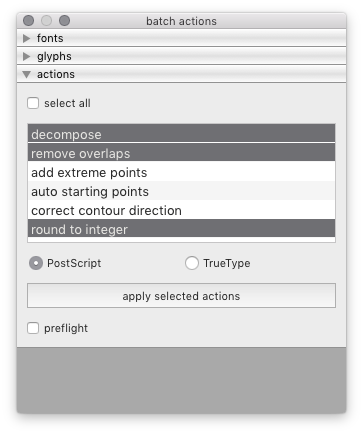 batch actions
fonts
glyphs
actions
select all
decompose
remove overlaps
add extreme points
auto starting points
correct contour direction
round to integer
PostScript TrueType
apply selected actions
preflight